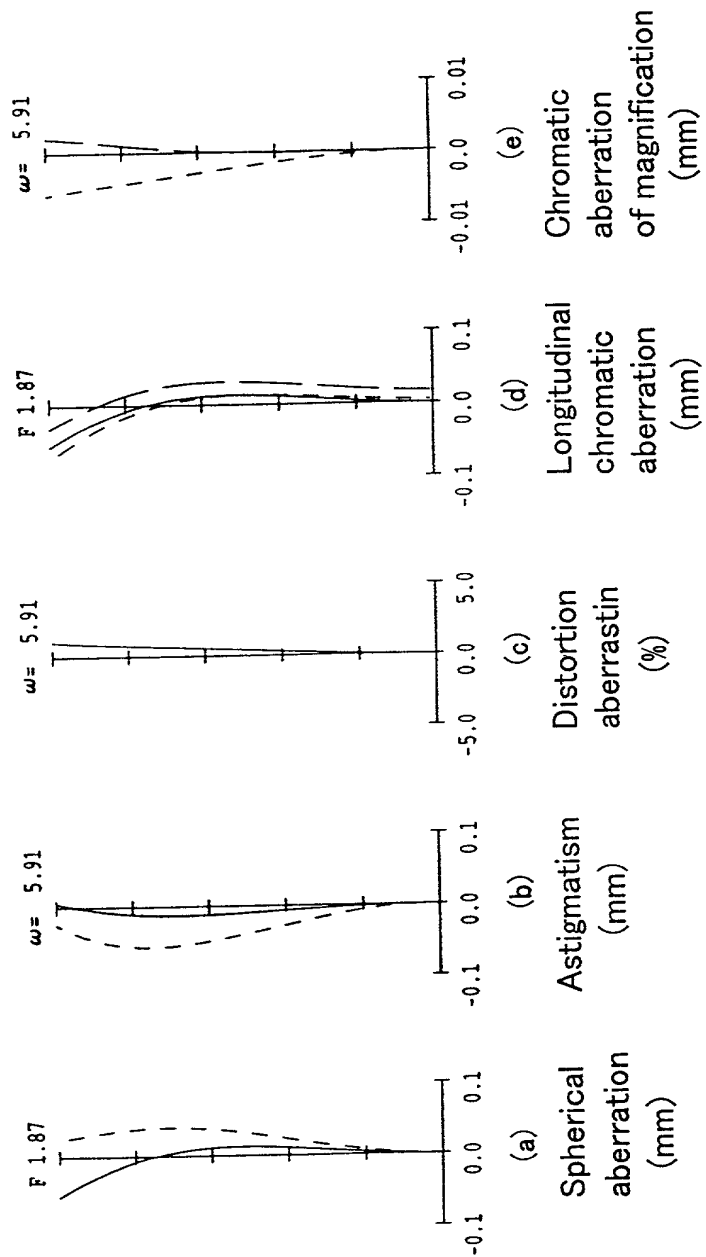 F 1.87
-0.1 0.0 0.1
(a)
Spherical
aberration
(mm)
ω= 5.91
-0.1 0.0 0.1
(b)
Astigmatism
(mm)
ω= 5.91
-5.0 0.0 5.0
(c)
Distortion
aberrastin
(%)
F 1.87
-0.1 0.0 0.1
(d)
Longitudinal
chromatic
aberration
(mm)
ω= 5.91
-0.01 0.0 0.01
(e)
Chromatic
aberration
of magnification
(mm)